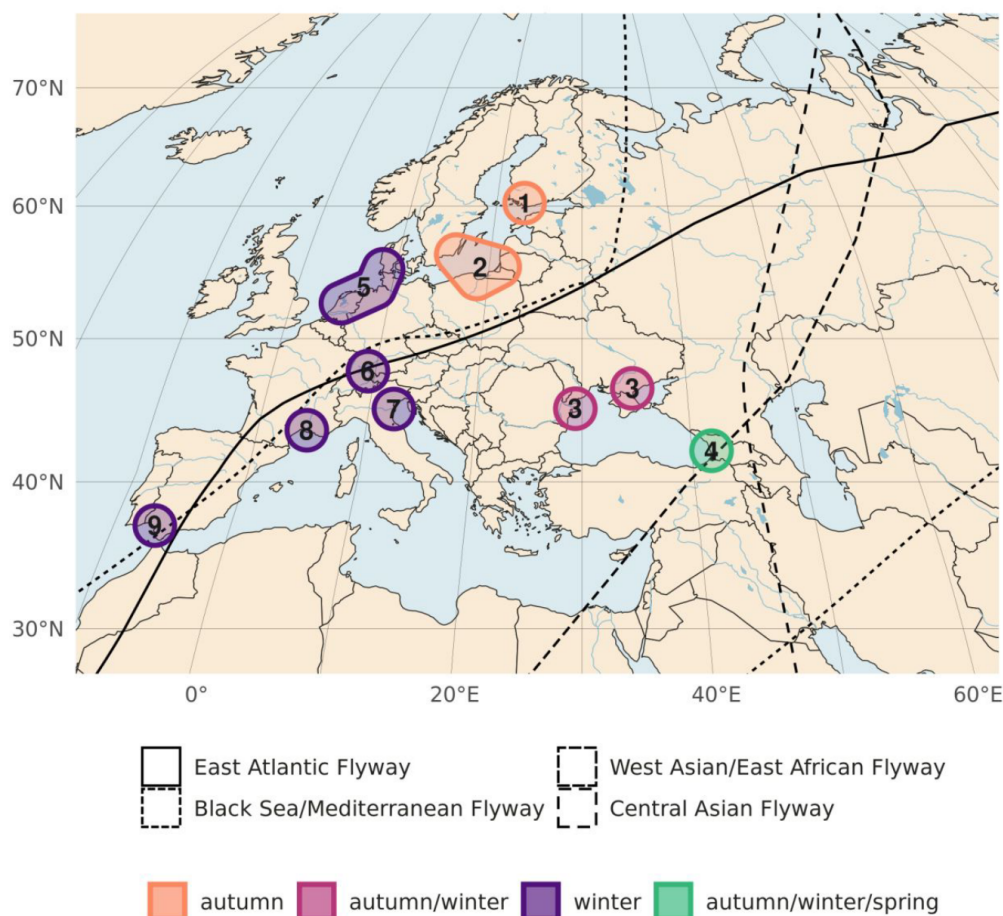 70°N
60°N
50°N
40°N
30°N
1
2
5
3
6
3
7
8
4
9
0° 20°E 40°E 60°E
East Atlantic Flyway West Asian/East African Flyway
Black Sea/Mediterranean Flyway Central Asian Flyway
autumn autumn/winter winter autumn/winter/spring